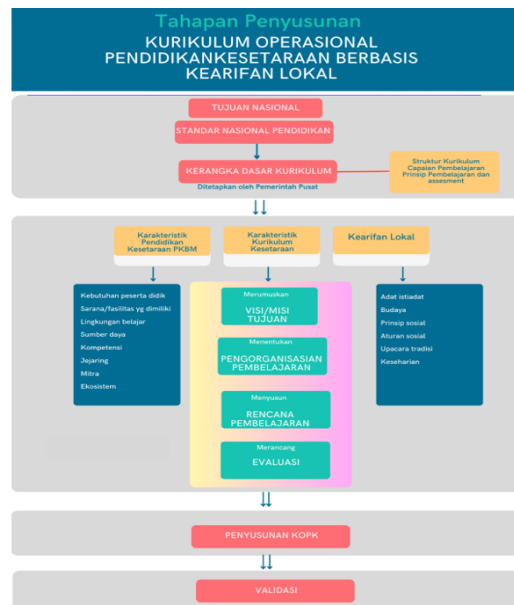 Tahapan Penyusunan
KURIKULUM OPERASIONAL
PENDIDIKANKESETARAAN BERBASIS
KEARIFAN LOKAL
TUJUAN NASIONAL
STANDAR NASIONAL PENDIDIKAN
KERANGKA DASAR KURIKULUM
Ditetapkan oleh Pemerintah Pusat
Struktur Kurikulum
Capaian Pembelajaran
Prinsip Pembelajaran dan
assesment
Karakteristik
Pendidikan
Kesetaraan PKBM
Karakteristik
Kurikulum
Kesetaraan
Kearifan Lokal
Kebutuhan peserta didik
Sarana/fasilitas yg dimiliki
Lingkungan belajar
Sumber daya
Kompetensi
Jejaring
Mitra
Ekosistem
Merumuskan
VISI/MISI
TUJUAN
Menentukan
PENGORGANISASIAN
PEMBELAJARAN
Menyusun
RENCANA
PEMBELAJARAN
Merancang
EVALUASI
Adat istiadat
Budaya
Prinsip sosial
Aturan sosial
Upacara tradisi
Keseharian
PENYUSUNAN KOPK
VALIDASI